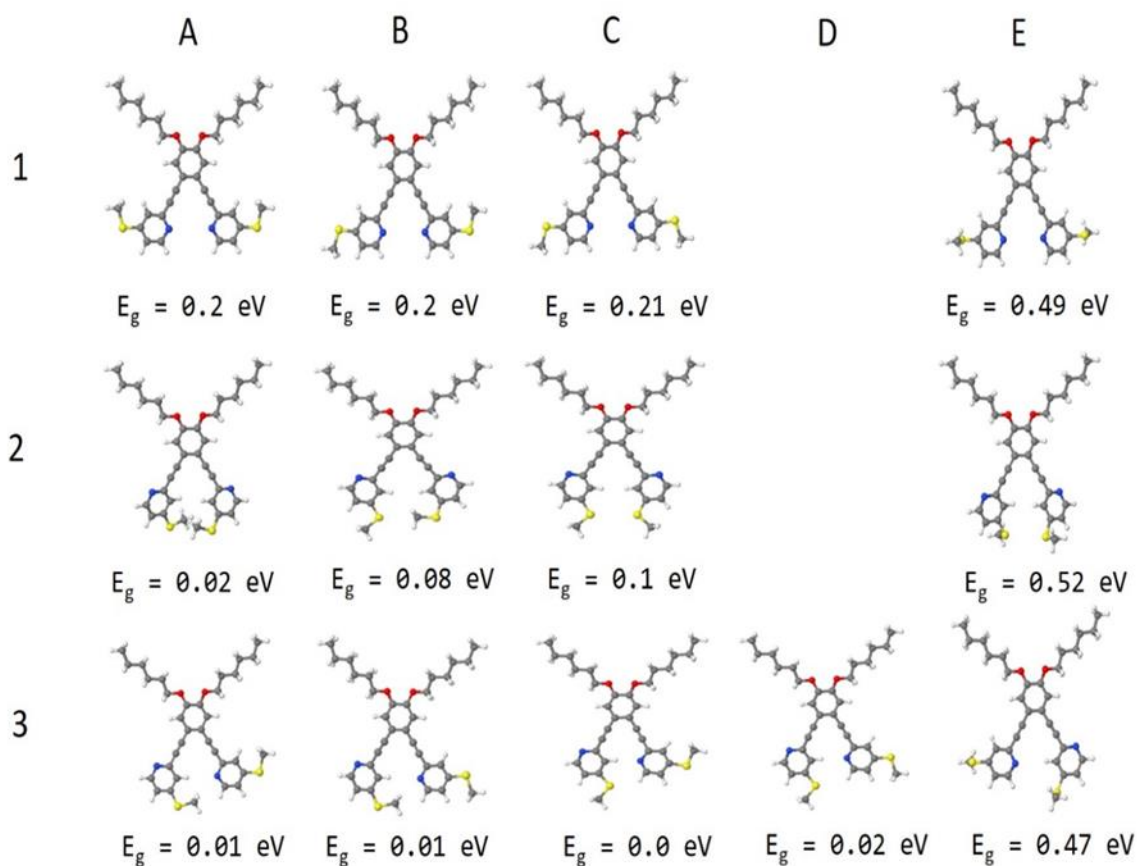 A B C D E
1
E_g = 0.2 eV E_g = 0.2 eV E_g = 0.21 eV E_g = 0.49 eV
2
E_g = 0.02 eV E_g = 0.08 eV E_g = 0.1 eV E_g = 0.52 eV
3
E_g = 0.01 eV E_g = 0.01 eV E_g = 0.0 eV E_g = 0.02 eV E_g = 0.47 eV